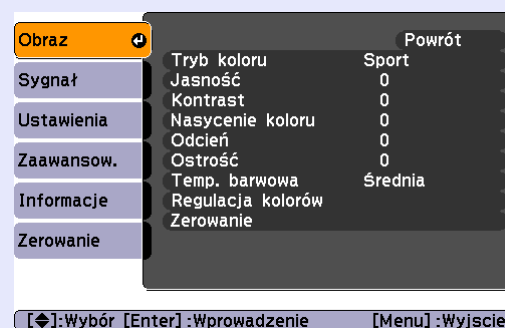 Obraz
Sygnał
Ustawienia
Zaawansow.
Informacje
Zerowanie
Powrót
Tryb koloru Sport
Jasność 0
Kontrast 0
Nasycenie koloru 0
Odcień 0
Ostrość 0
Temp. barwowa Średnia
Regulacja kolorów
Zerowanie
[]:Wybór [Enter] :Wprowadzenie [Menu] :Wyjscie